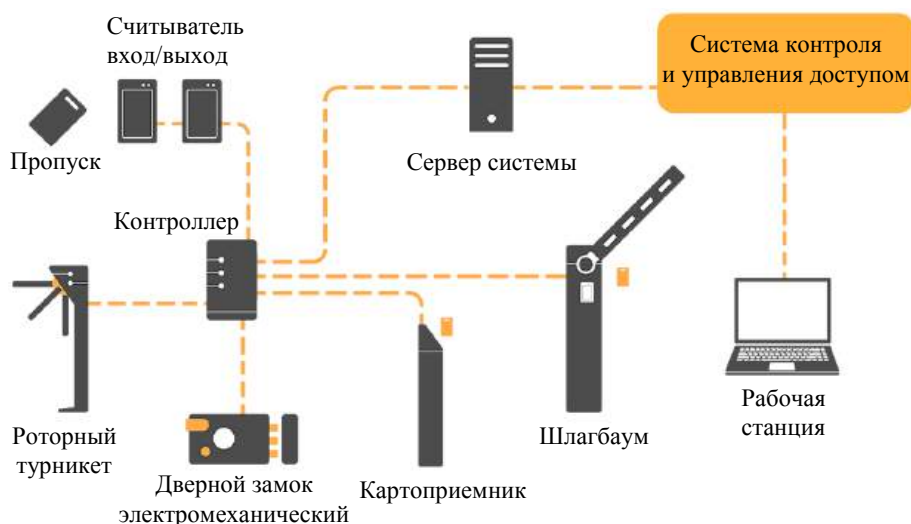 Считыватель
вход/выход
Система контроля
и управления доступом
Пропуск
Сервер системы
Контроллер
Роторный
турникет
Дверной замок
электромеханический
Картоприемник
Шлагбаум
Рабочая
станция